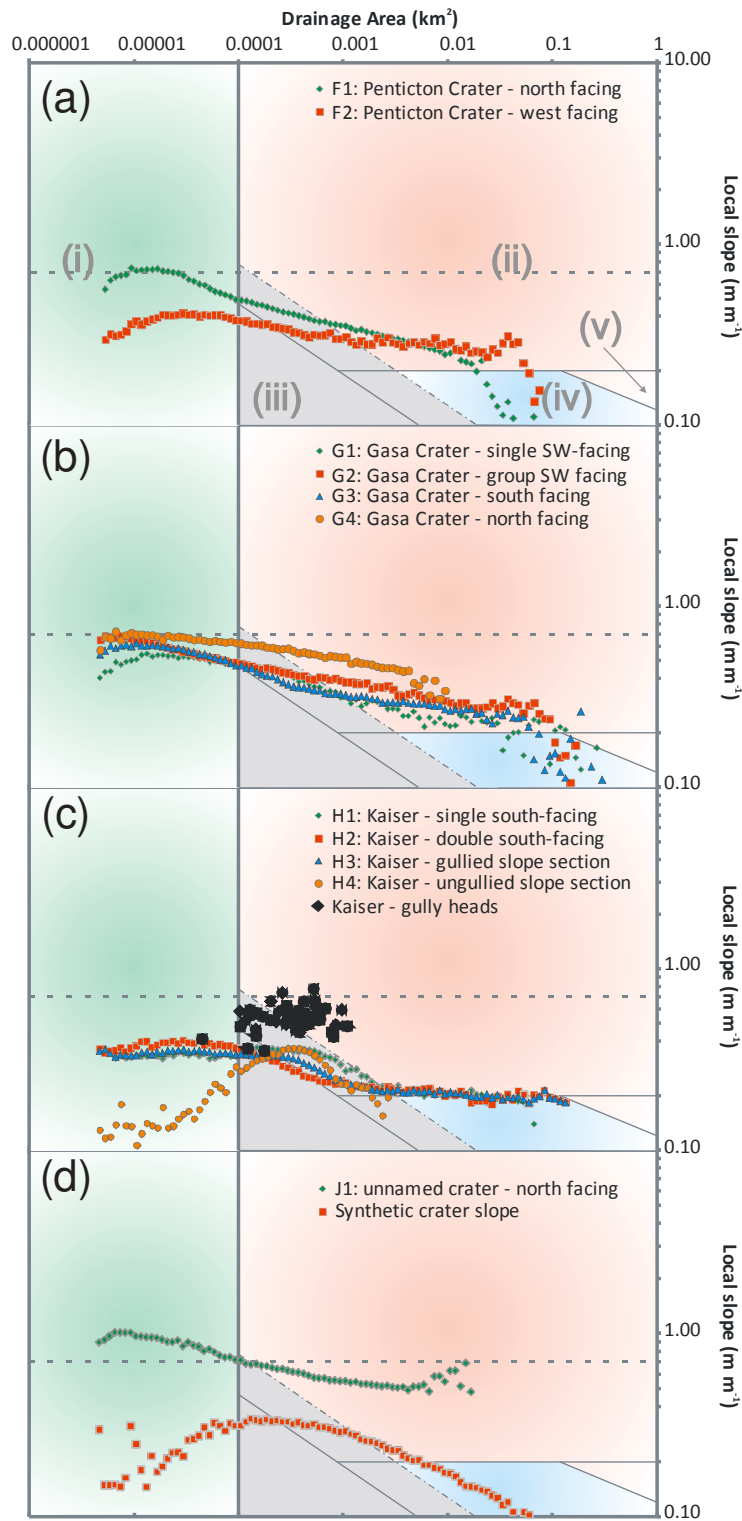 Drainage Area (km²)
0.000001 0.00001 0.0001 0.001 0.01 0.1 1
(a)
F1: Penticton Crater - north facing
F2: Penticton Crater - west facing
(i)
(ii)
(iii)
(iv)
(v)
10.00
1.00
0.10
Local slope (m m⁻¹)
(b)
G1: Gasa Crater - single SW-facing
G2: Gasa Crater - group SW facing
G3: Gasa Crater - south facing
G4: Gasa Crater - north facing
1.00
0.10
Local slope (m m⁻¹)
(c)
H1: Kaiser - single south-facing
H2: Kaiser - double south-facing
H3: Kaiser - gullied slope section
H4: Kaiser - ungullied slope section
Kaiser - gully heads
1.00
0.10
Local slope (m m⁻¹)
(d)
J1: unnamed crater - north facing
Synthetic crater slope
1.00
0.10
Local slope (m m⁻¹)